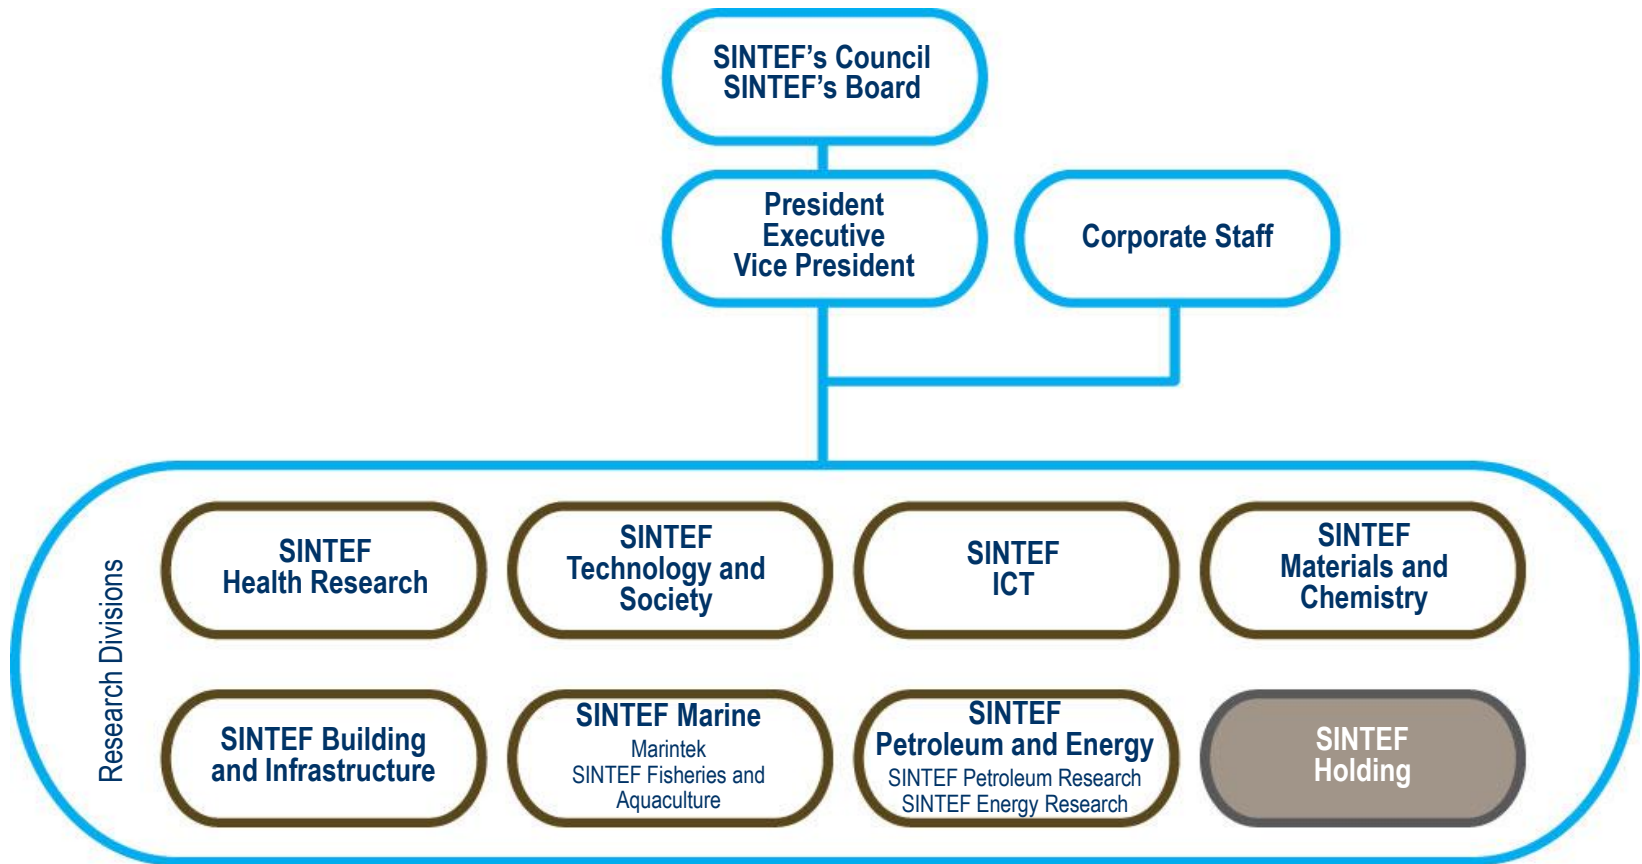 SINTEF’s Council
SINTEF’s Board
President
Executive
Vice President
Corporate Staff
Research Divisions
SINTEF
Health Research
SINTEF
Technology and
Society
SINTEF
ICT
SINTEF
Materials and
Chemistry
SINTEF Building
and Infrastructure
SINTEF Marine
Marintek
SINTEF Fisheries and
Aquaculture
SINTEF
Petroleum and Energy
SINTEF Petroleum Research
SINTEF Energy Research
SINTEF
Holding